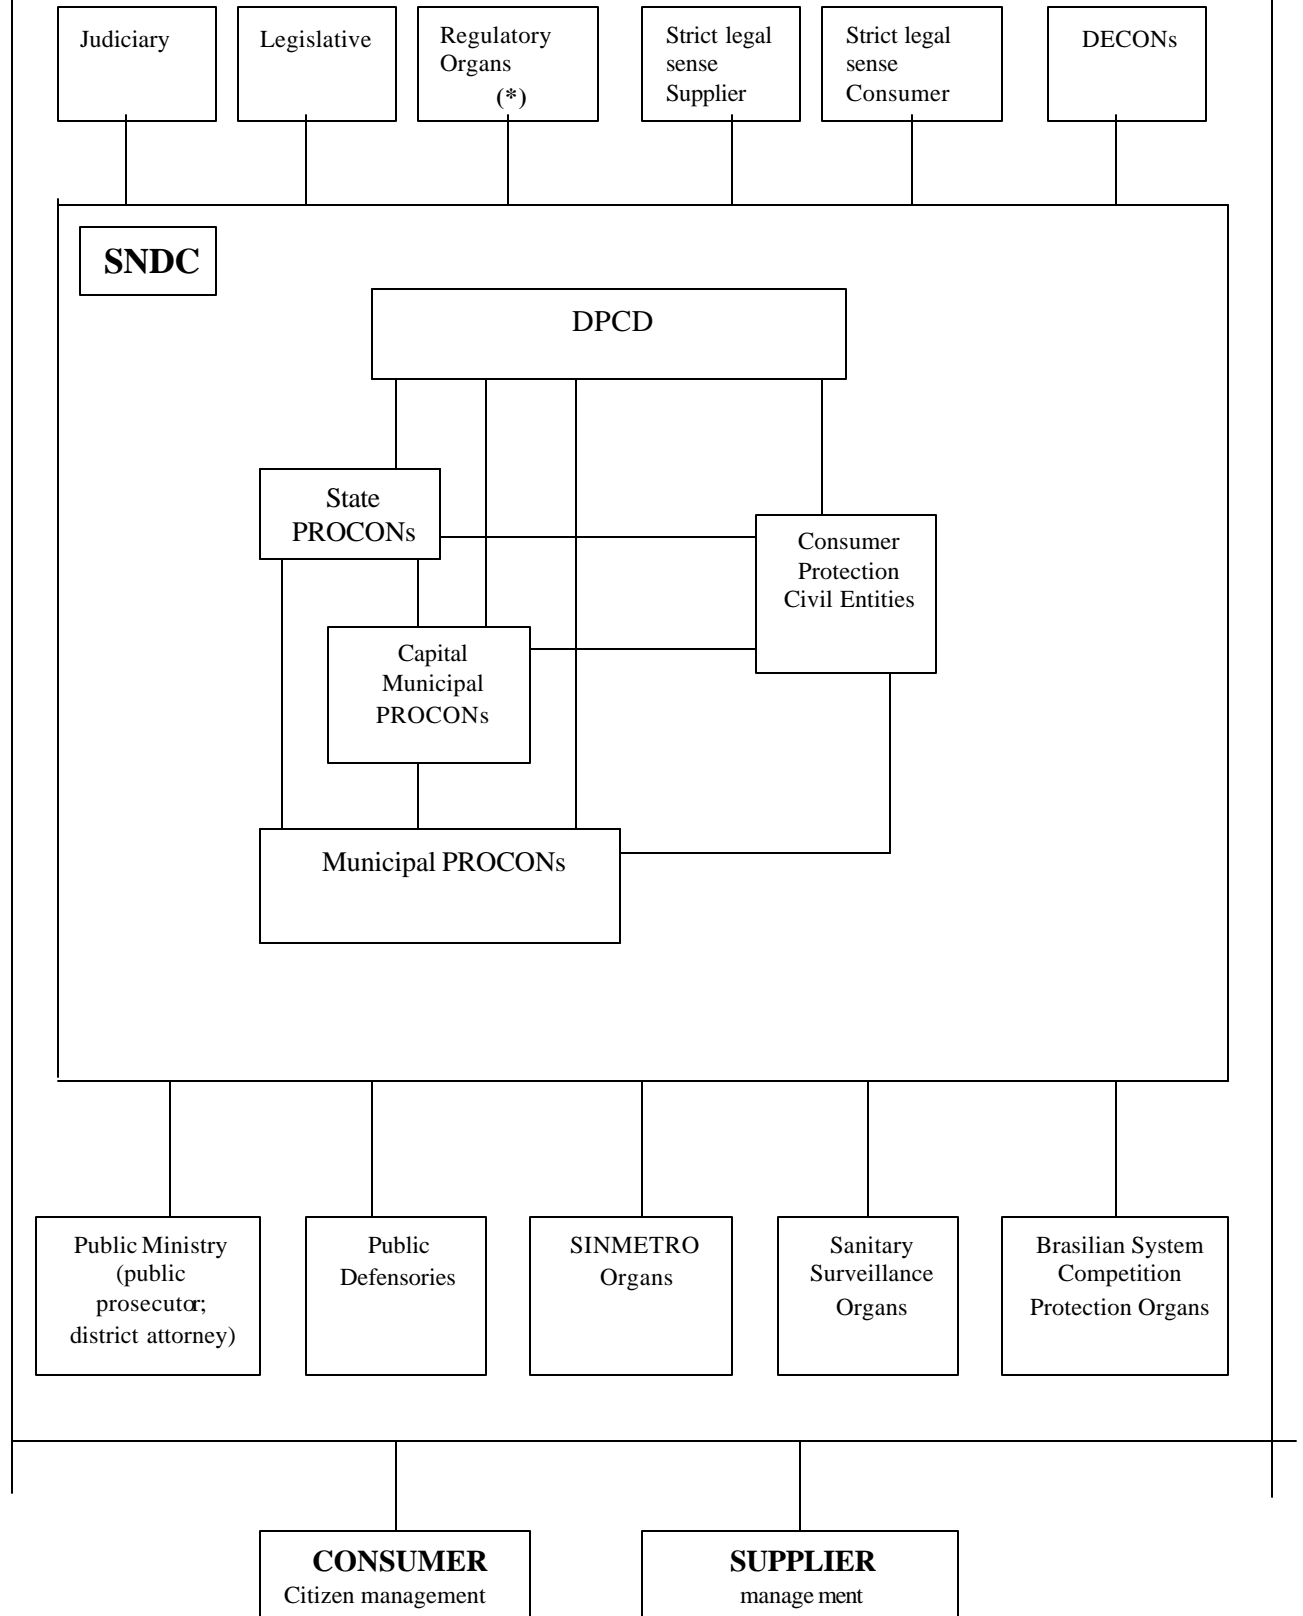 Judiciary
Legislative
Regulatory
Organs
(*)
Strict legal
sense
Supplier
Strict legal
sense
Consumer
DECONs
SNDC
DPCD
State
PROCONs
Consumer
Protection
Civil Entities
Capital
Municipal
PROCONs
Municipal PROCONs
Public Ministry
(public
prosecutor;
district attorney)
Public
Defensories
SINMETRO
Organs
Sanitary
Surveillance
Organs
Brasilian System
Competition
Protection Organs
CONSUMER
Citizen management
SUPPLIER
manage ment